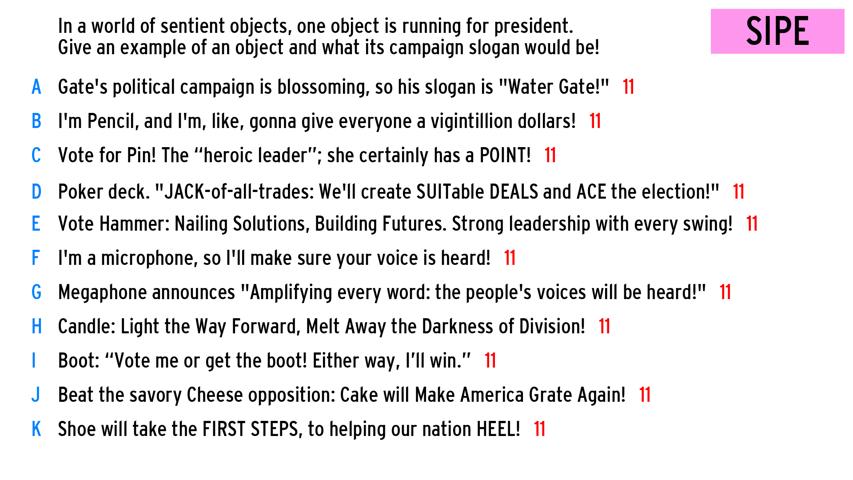 In a world of sentient objects, one object is running for president.
Give an example of an object and what its campaign slogan would be!
SIPE
A Gate's political campaign is blossoming, so his slogan is "Water Gate!" 11
B I'm Pencil, and I'm, like, gonna give everyone a vigintillion dollars! 11
C Vote for Pin! The “heroic leader”; she certainly has a POINT! 11
D Poker deck. "JACK-of-all-trades: We'll create SUITable DEALS and ACE the election!" 11
E Vote Hammer: Nailing Solutions, Building Futures. Strong leadership with every swing! 11
F I'm a microphone, so I'll make sure your voice is heard! 11
G Megaphone announces "Amplifying every word: the people's voices will be heard!" 11
H Candle: Light the Way Forward, Melt Away the Darkness of Division! 11
I Boot: “Vote me or get the boot! Either way, I’ll win.” 11
J Beat the savory Cheese opposition: Cake will Make America Grate Again! 11
K Shoe will take the FIRST STEPS, to helping our nation HEEL! 11